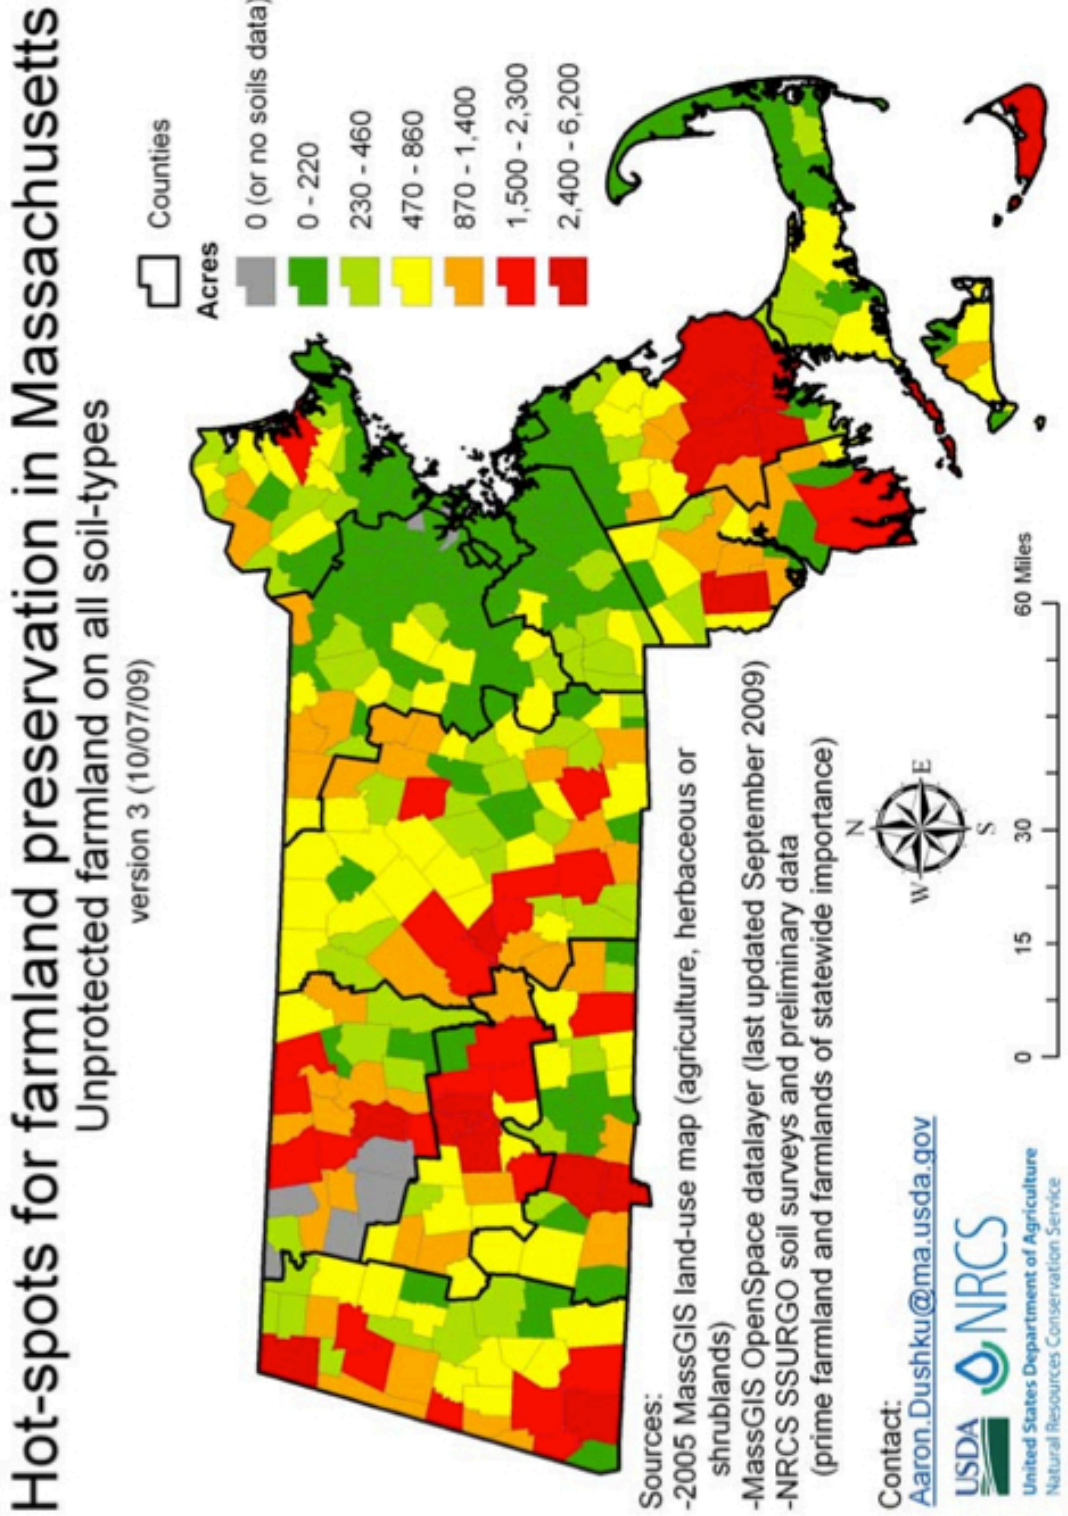 Hot-spots for farmland preservation in Massachusetts
Unprotected farmland on all soil-types
version 3 (10/07/09)
Counties
Acres
0 (or no soils data)
0 - 220
230 - 460
470 - 860
870 - 1,400
1,500 - 2,300
2,400 - 6,200
Sources:
-2005 MassGIS land-use map (agriculture, herbaceous or
shrublands)
-MassGIS OpenSpace datalayer (last updated September 2009)
-NRCS SSURGO soil surveys and preliminary data
(prime farmland and farmlands of statewide importance)
N
W E
S
0 15 30 60 Miles
Contact:
Aaron.Dushku@ma.usda.gov
USDA NRCS
United States Department of Agriculture
Natural Resources Conservation Service